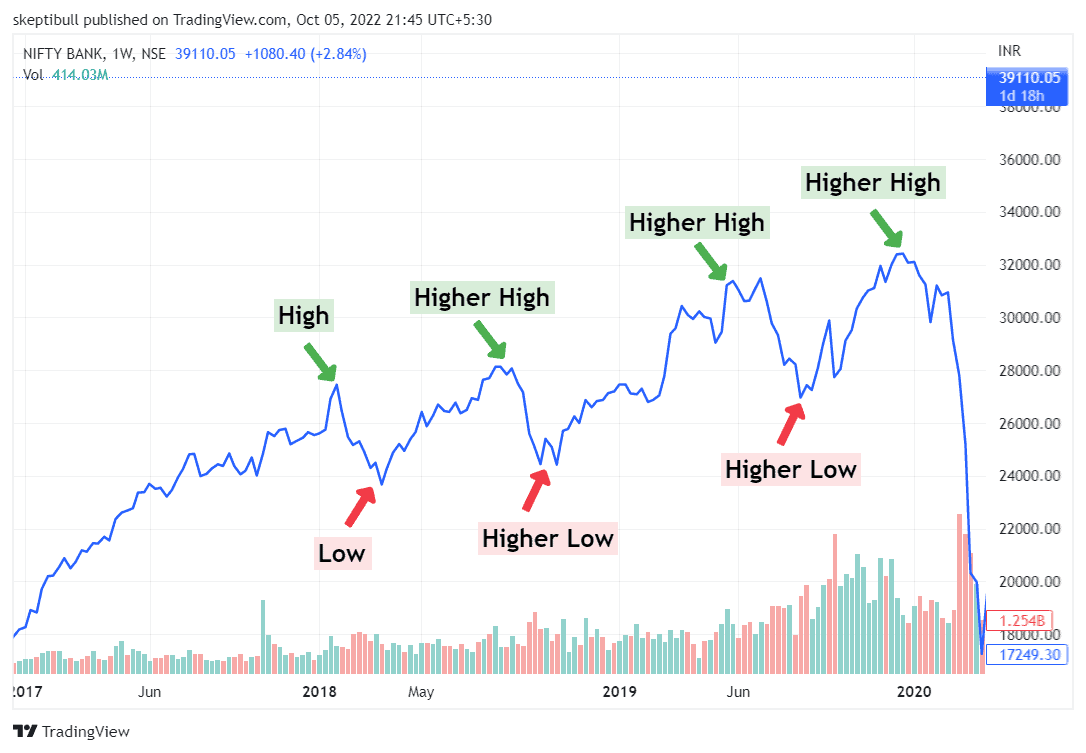 skeptibull published on TradingView.com, Oct 05, 2022 21:45 UTC+5:30
NIFTY BANK, 1W, NSE 39110.05 +1080.40 (+2.84%)
Vol 414.03M
INR
39110.05
1d 18h
38000.00
36000.00
34000.00
32000.00
30000.00
28000.00
26000.00
24000.00
22000.00
20000.00
1.254B
18000.00
17249.30
Higher High
Higher High
Higher High
High
Higher Low
Higher Low
Low
2017 Jun 2018 May 2019 Jun 2020
TradingView